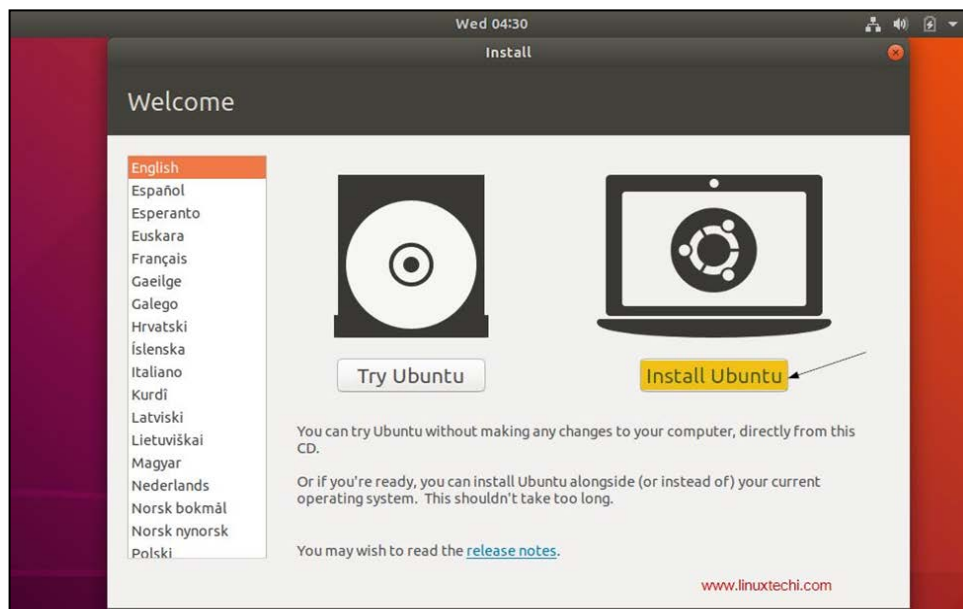 Wed 04:30
Install
Welcome
English
Español
Esperanto
Euskara
Français
Gaeilge
Galego
Hrvatski
Íslenska
Italiano
Kurdî
Latviski
Lietuviškai
Magyar
Nederlands
Norsk bokmål
Norsk nynorsk
Polski
Try Ubuntu
Install Ubuntu
You can try Ubuntu without making any changes to your computer, directly from this
CD.
Or if you're ready, you can install Ubuntu alongside (or instead of) your current
operating system. This shouldn't take too long.
You may wish to read the release notes.
www.linuxtechi.com